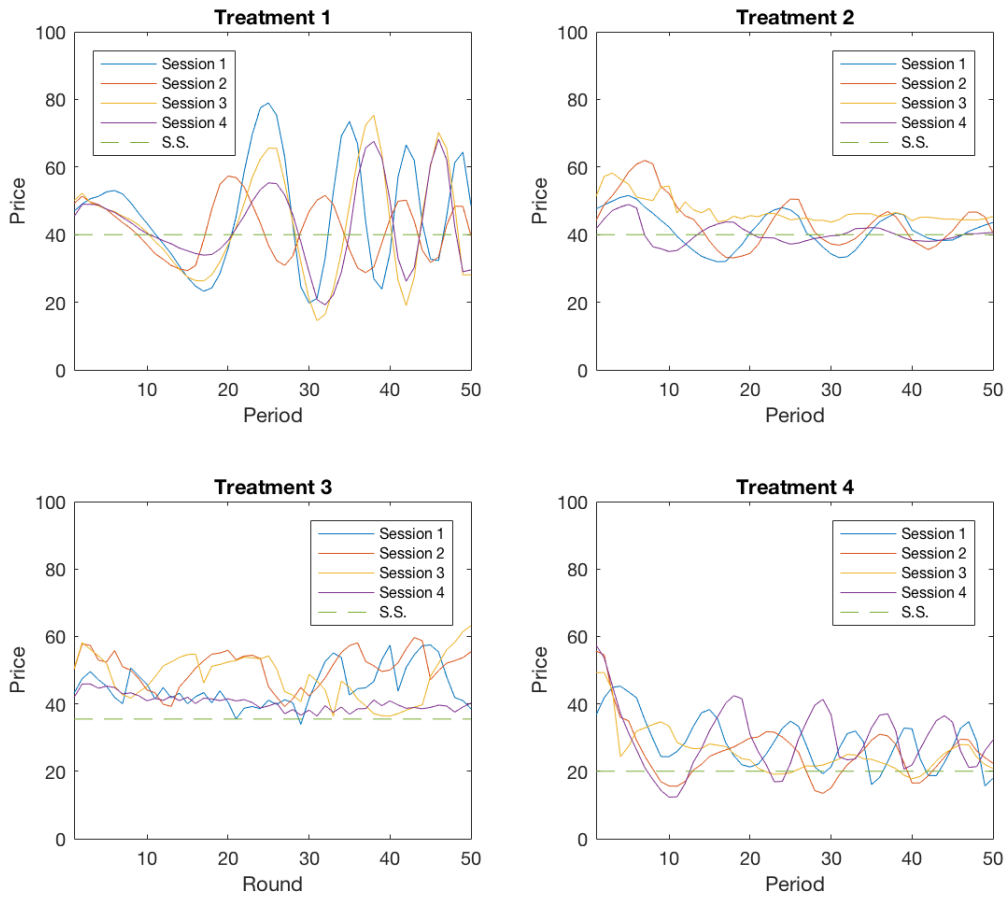 Treatment 1
100
80
60
40
20
0
Price
Session 1
Session 2
Session 3
Session 4
S.S.
10 20 30 40 50
Period
Treatment 2
100
80
60
40
20
0
Price
Session 1
Session 2
Session 3
Session 4
S.S.
10 20 30 40 50
Period
Treatment 3
100
80
60
40
20
0
Price
Session 1
Session 2
Session 3
Session 4
S.S.
10 20 30 40 50
Round
Treatment 4
100
80
60
40
20
0
Price
Session 1
Session 2
Session 3
Session 4
S.S.
10 20 30 40 50
Period